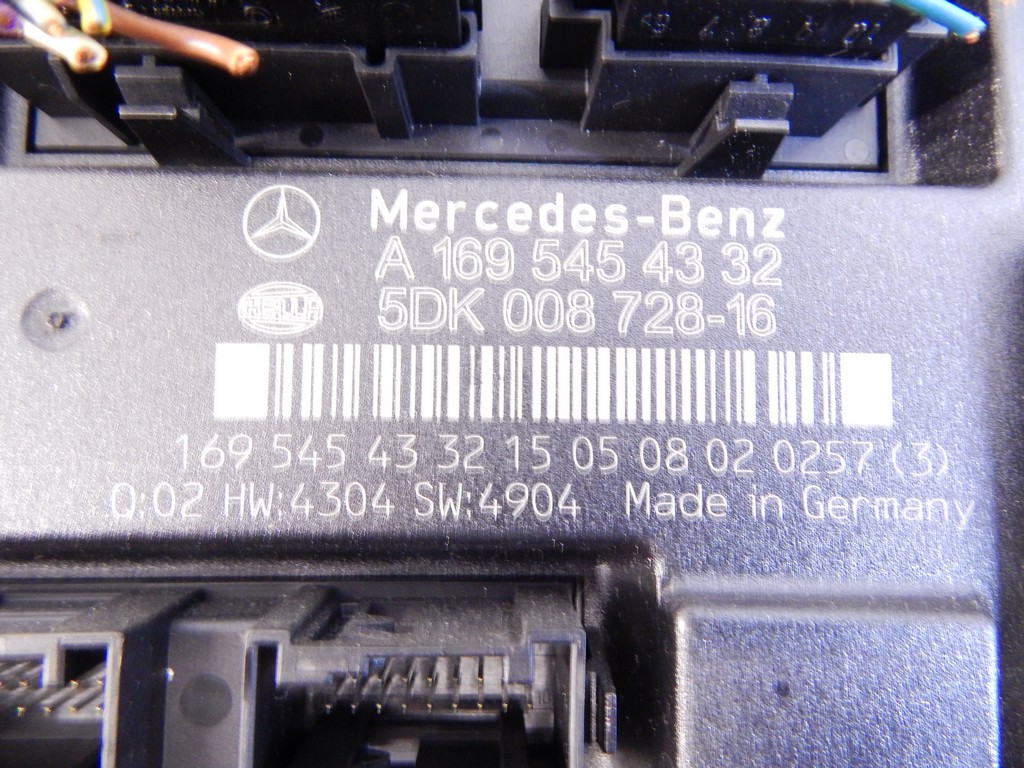 Mercedes-Benz
A 169 545 43 32
HELLA
5DK 008 728-16
169 545 43 32 15 05 08 02 0257 (3)
Q:02 HW:4304 SW:4904 Made in Germany